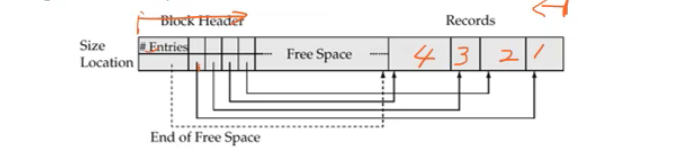 Block Header
Records
Size
Location
# Entries
Free Space
4 3 2 1
End of Free Space